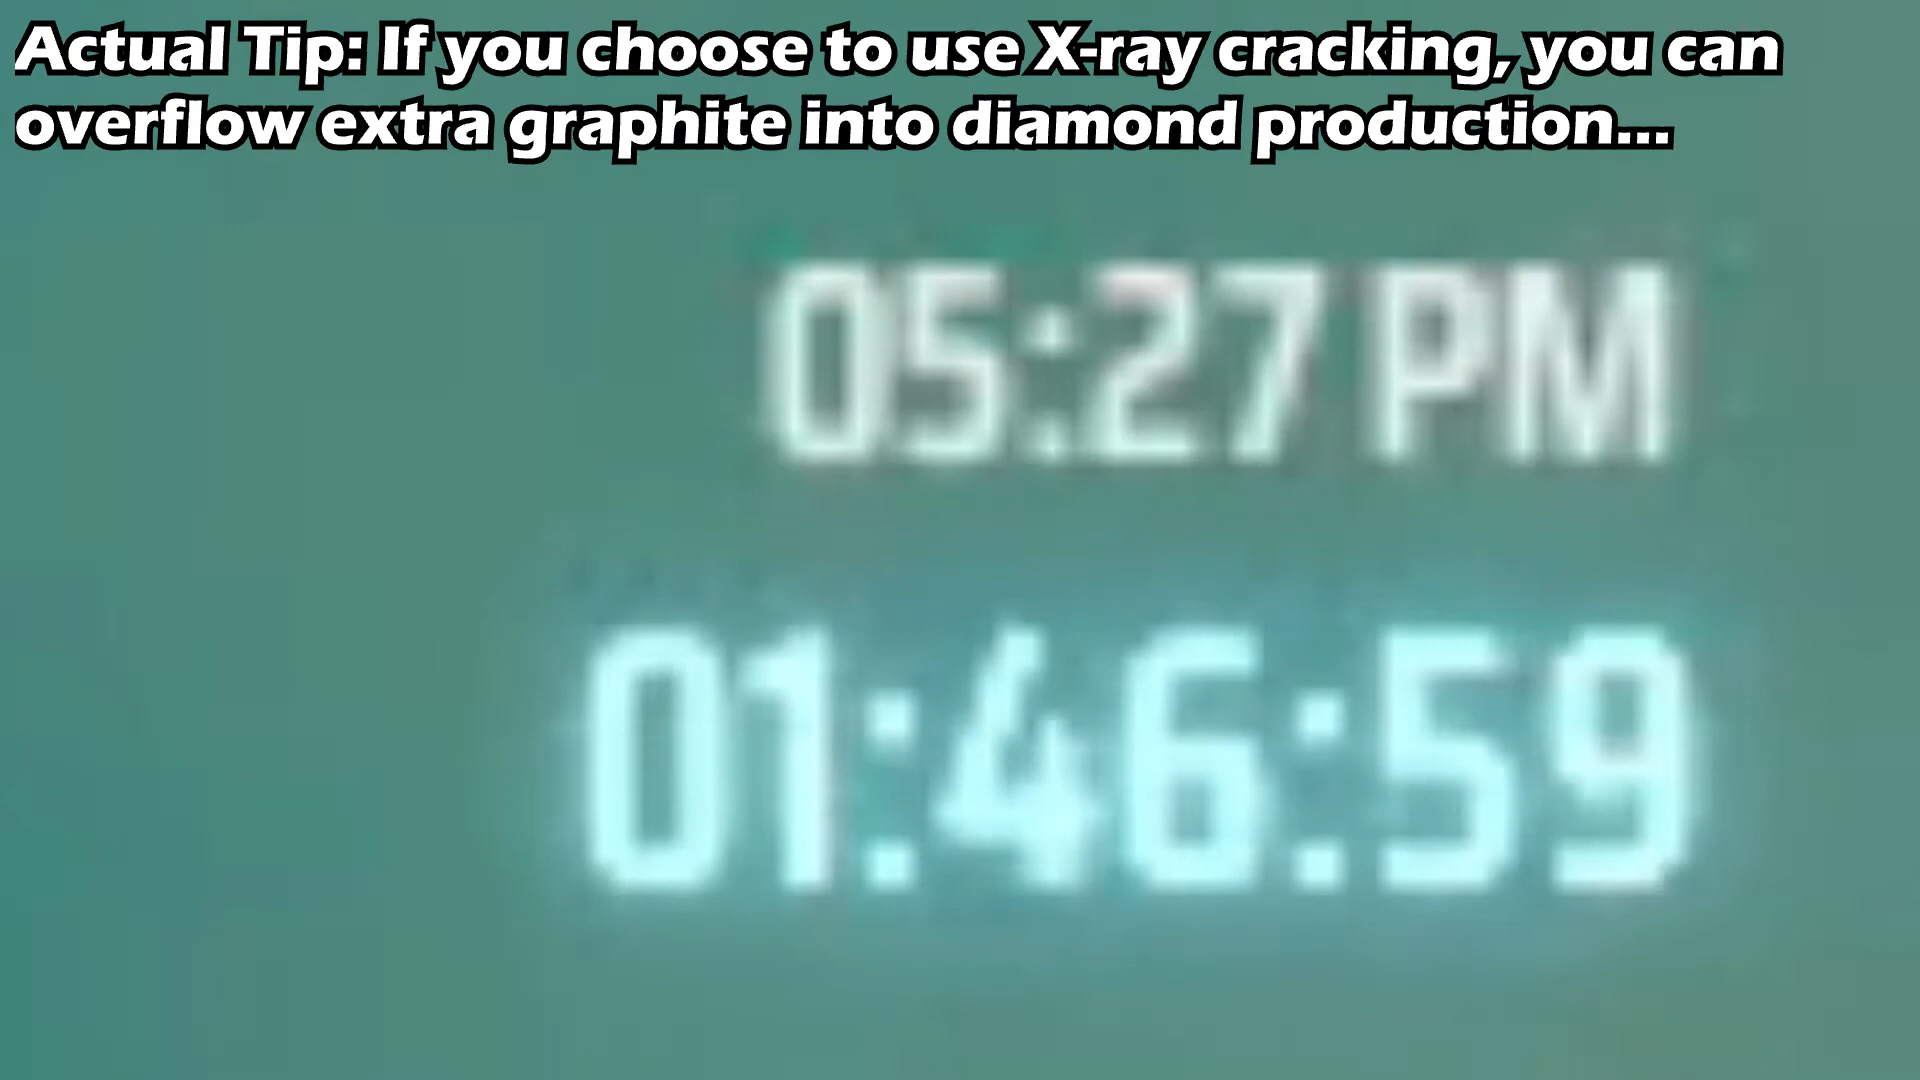 Actual Tip: If you choose to use X-ray cracking, you can
overflow extra graphite into diamond production...
05:27 PM
01:46:59